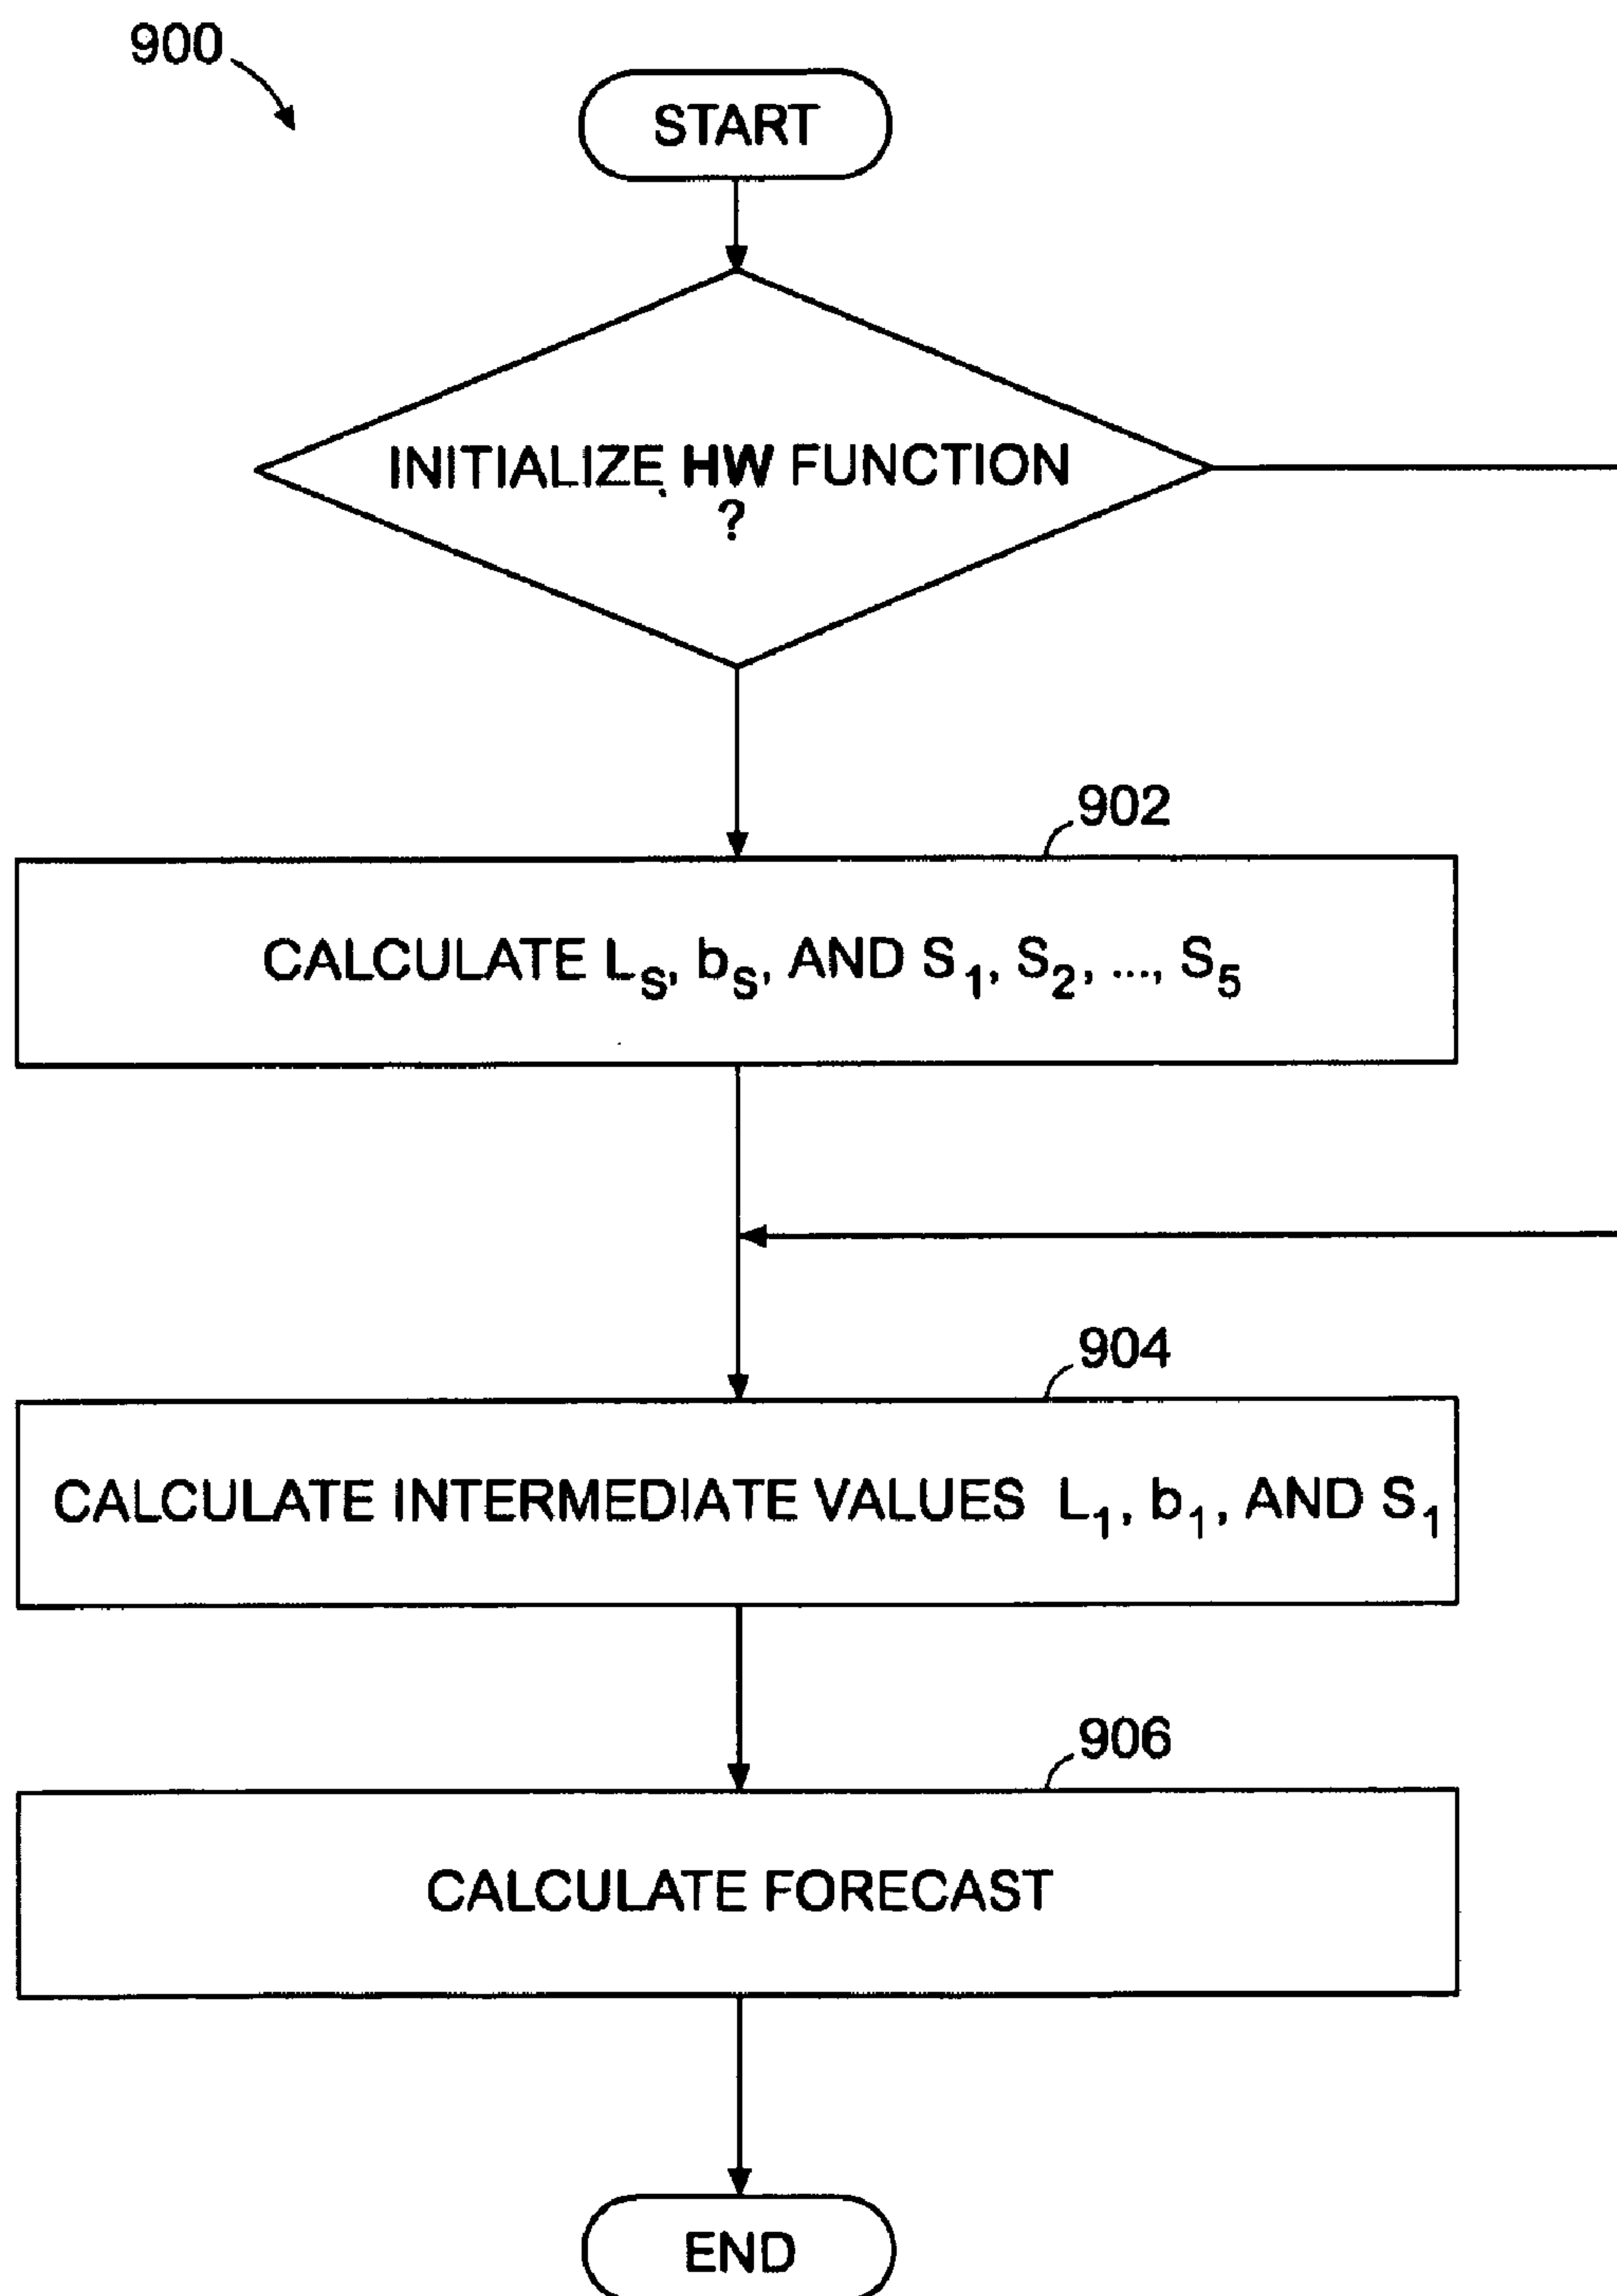 900
START
INITIALIZE HW FUNCTION
?
902
CALCULATE L_S, b_S, AND S_1, S_2, ..., S_5
904
CALCULATE INTERMEDIATE VALUES L_1, b_1, AND S_1
906
CALCULATE FORECAST
END